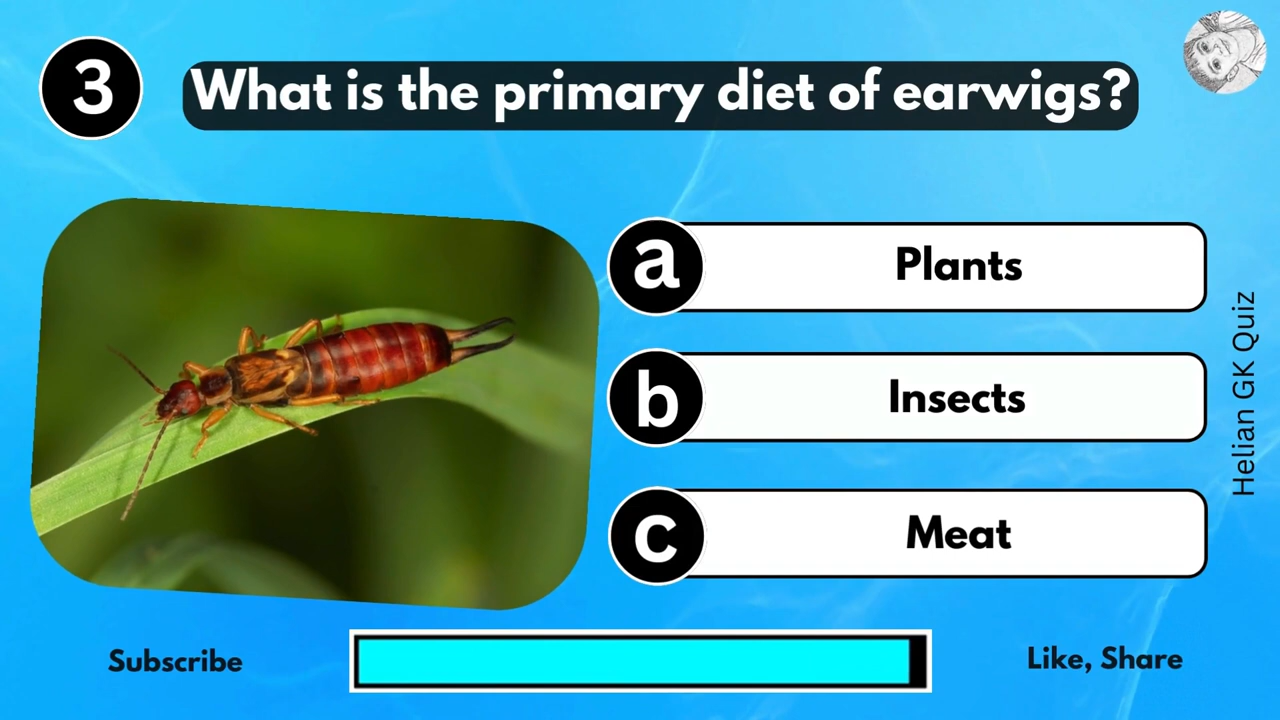 3
What is the primary diet of earwigs?
a
Plants
b
Insects
c
Meat
Helian GK Quiz
Subscribe
Like, Share